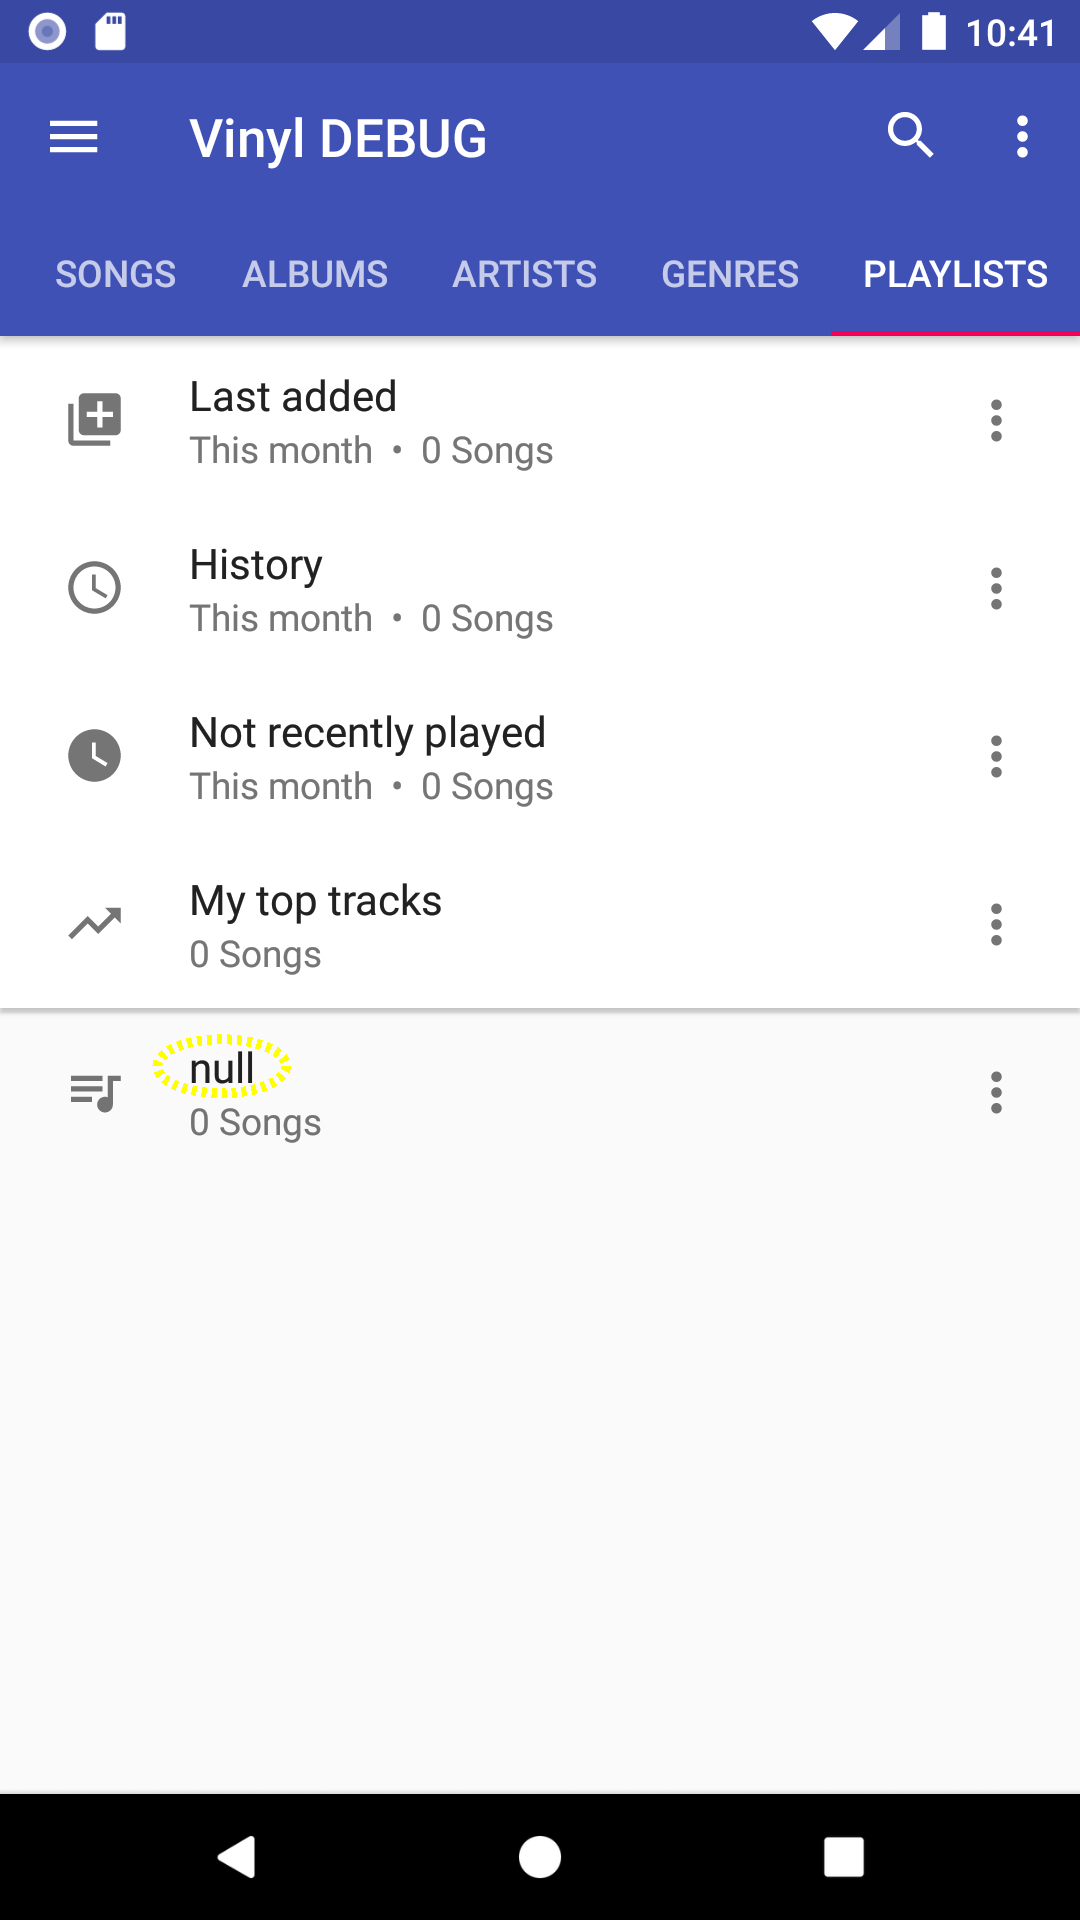 10:41
Vinyl DEBUG
SONGS ALBUMS ARTISTS GENRES PLAYLISTS
Last added
This month • 0 Songs
History
This month • 0 Songs
Not recently played
This month • 0 Songs
My top tracks
0 Songs
null
0 Songs